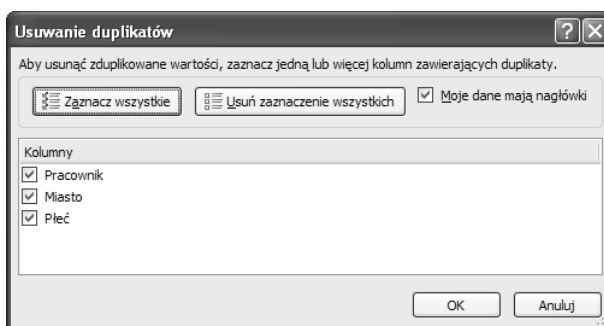 Usuwanie duplikatów
Aby usunąć zduplikowane wartości, zaznacz jedną lub więcej kolumn zawierających duplikaty.
Zaznacz wszystkie Usuń zaznaczenie wszystkich Moje dane mają nagłówki
Kolumny
Pracownik
Miasto
Płeć
OK Anuluj